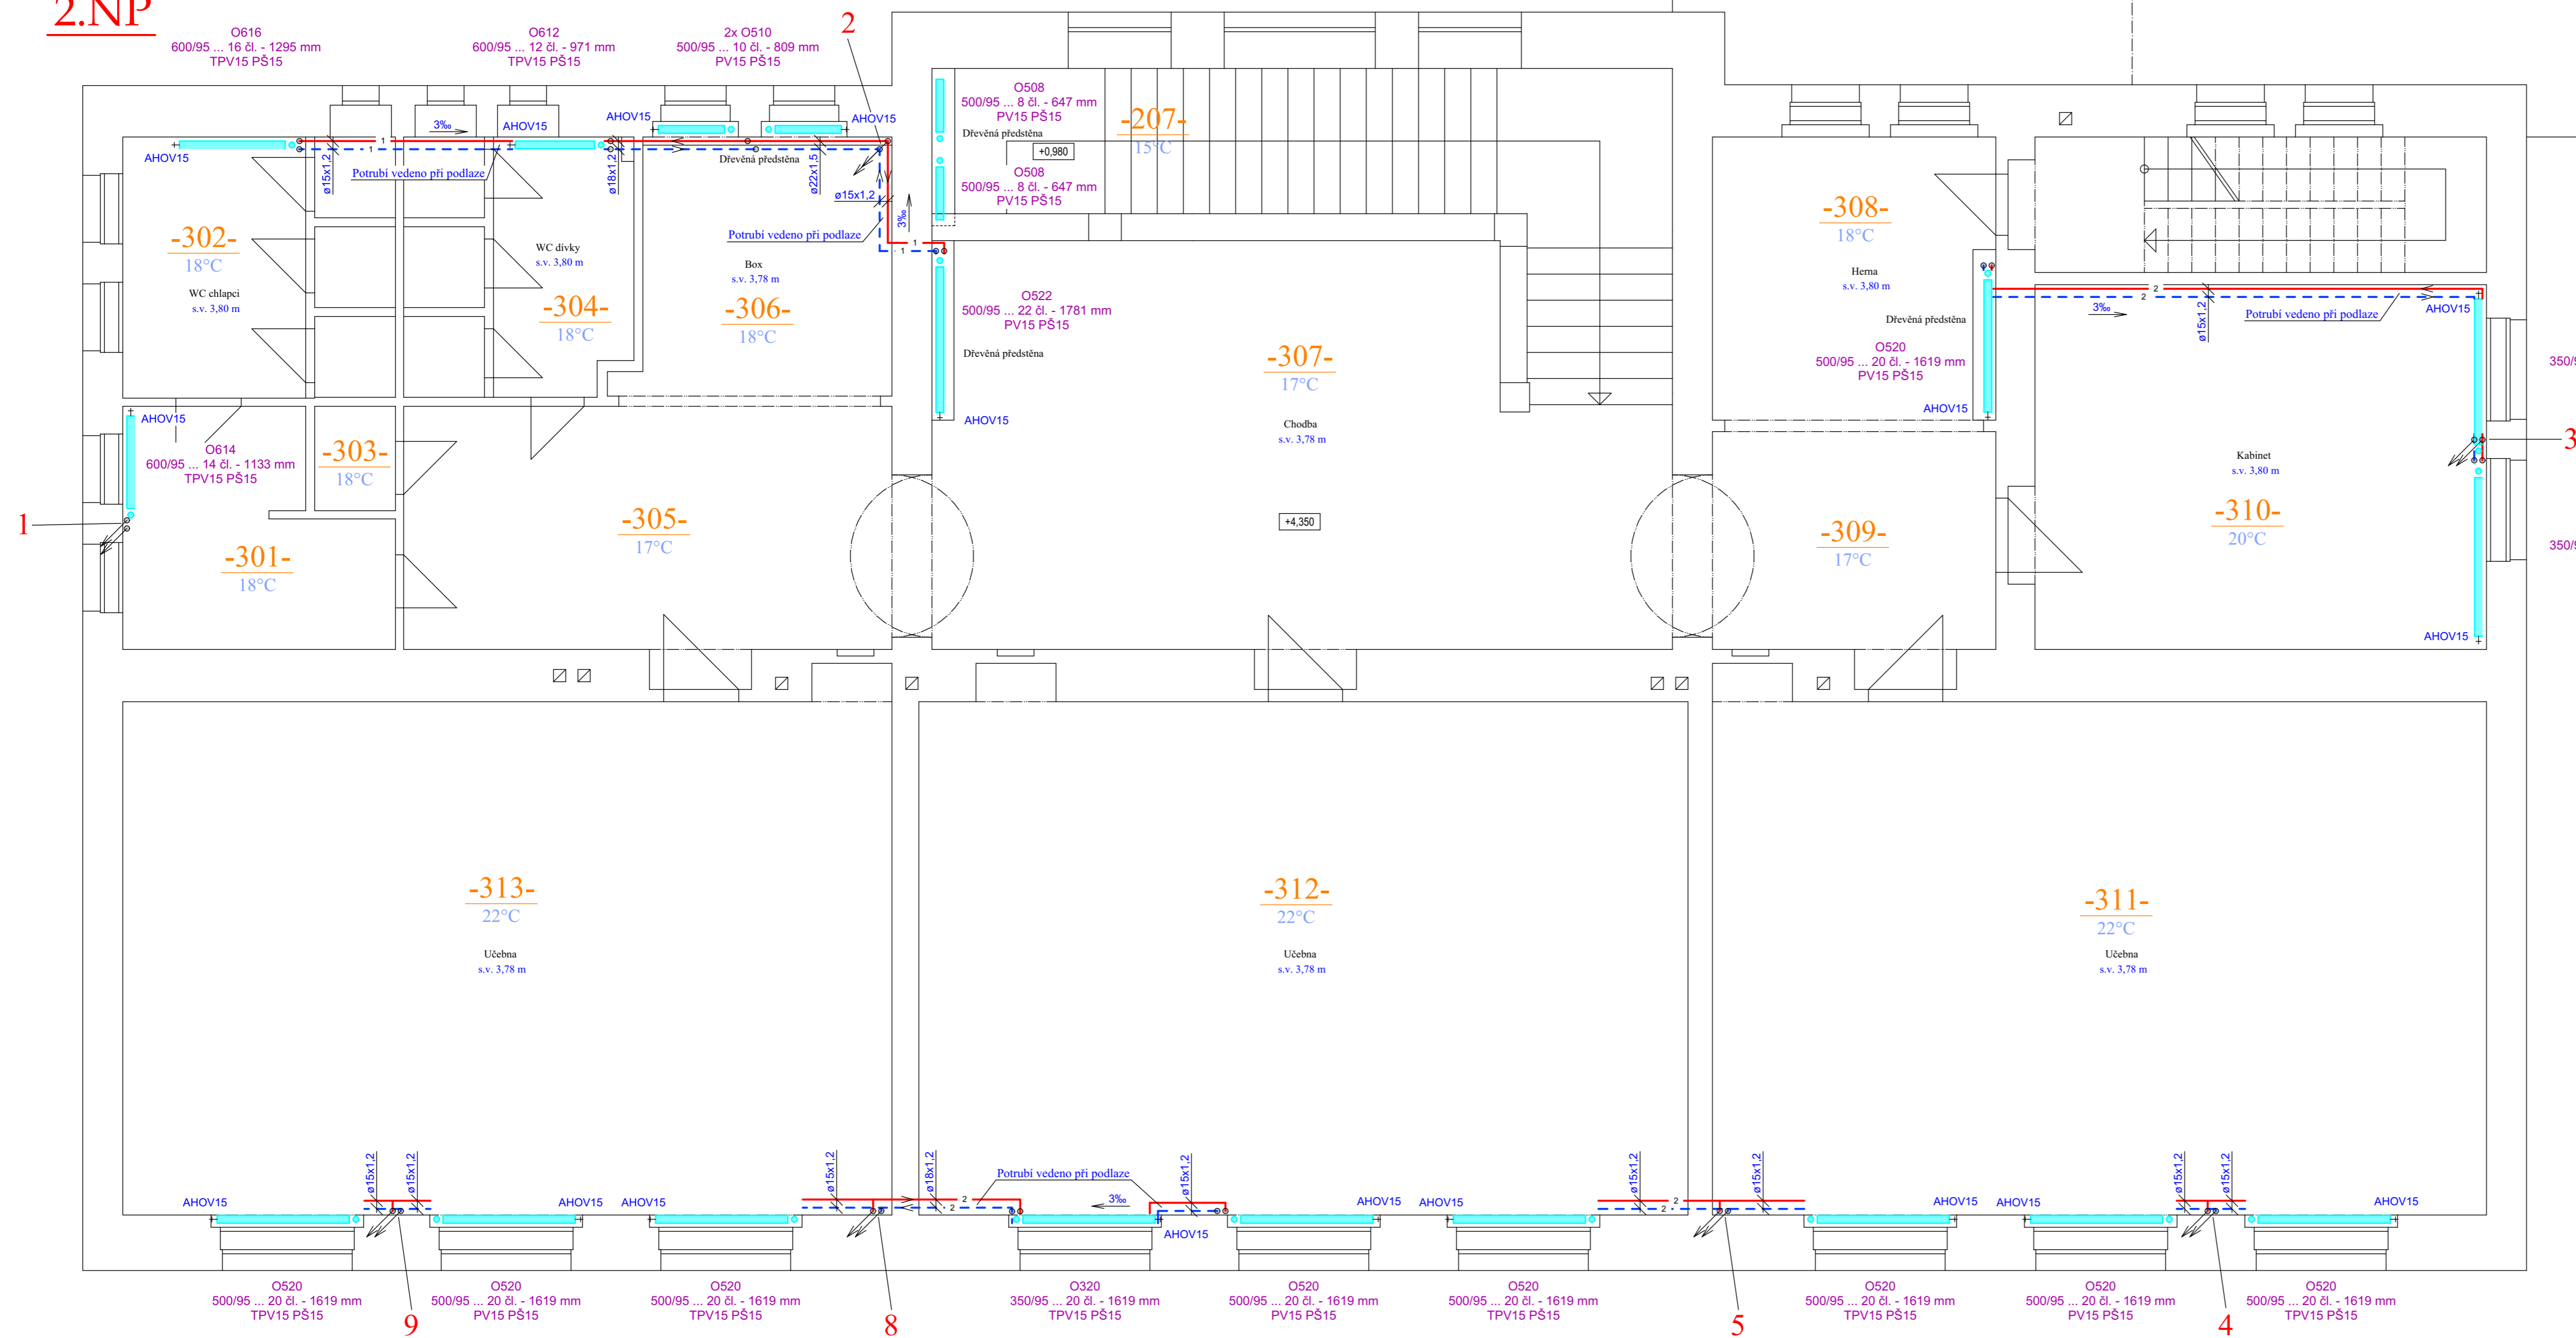 2.NP
O616
600/95 ... 16 čl. - 1295 mm
TPV15 PŠ15
O612
600/95 ... 12 čl. - 971 mm
TPV15 PŠ15
2x O510
500/95 ... 10 čl. - 809 mm
PV15 PŠ15
2
O508
500/95 ... 8 čl. - 647 mm
PV15 PŠ15
Dřevěná předstěna
-207-
15°C
+0,980
O508
500/95 ... 8 čl. - 647 mm
PV15 PŠ15
AHOV15
3‰
AHOV15
AHOV15
AHOV15
1
1
ø15x1,2
Potrubí vedeno při podlaze
ø18x1,2
Dřevěná předstěna
ø22x1,5
ø15x1,2
3‰
Potrubí vedeno při podlaze
1
1
-302-
18°C
WC chlapci
s.v. 3,80 m
WC dívky
s.v. 3,80 m
-304-
18°C
Box
s.v. 3,78 m
-306-
18°C
O522
500/95 ... 22 čl. - 1781 mm
PV15 PŠ15
Dřevěná předstěna
AHOV15
-307-
17°C
Chodba
s.v. 3,78 m
+4,350
-308-
18°C
Herna
s.v. 3,80 m
Dřevěná předstěna
O520
500/95 ... 20 čl. - 1619 mm
PV15 PŠ15
AHOV15
2
2
3‰
ø15x1,2
Potrubí vedeno při podlaze
AHOV15
350/9
3
Kabinet
s.v. 3,80 m
-310-
20°C
350/9
AHOV15
AHOV15
O614
600/95 ... 14 čl. - 1133 mm
TPV15 PŠ15
-303-
18°C
1
-301-
18°C
-305-
17°C
-309-
17°C
-313-
22°C
Učebna
s.v. 3,78 m
-312-
22°C
Učebna
s.v. 3,78 m
-311-
22°C
Učebna
s.v. 3,78 m
AHOV15
ø15x1,2
ø15x1,2
AHOV15
AHOV15
ø15x1,2
2
2
ø18x1,2
Potrubí vedeno při podlaze
3‰
ø15x1,2
AHOV15
AHOV15
AHOV15
ø15x1,2
2
2
ø15x1,2
AHOV15
AHOV15
ø15x1,2
ø15x1,2
AHOV15
O520
500/95 ... 20 čl. - 1619 mm
TPV15 PŠ15
9
O520
500/95 ... 20 čl. - 1619 mm
PV15 PŠ15
O520
500/95 ... 20 čl. - 1619 mm
TPV15 PŠ15
8
O320
350/95 ... 20 čl. - 1619 mm
TPV15 PŠ15
O520
500/95 ... 20 čl. - 1619 mm
PV15 PŠ15
O520
500/95 ... 20 čl. - 1619 mm
TPV15 PŠ15
5
O520
500/95 ... 20 čl. - 1619 mm
TPV15 PŠ15
O520
500/95 ... 20 čl. - 1619 mm
PV15 PŠ15
4
O520
500/95 ... 20 čl. - 1619 mm
TPV15 PŠ15